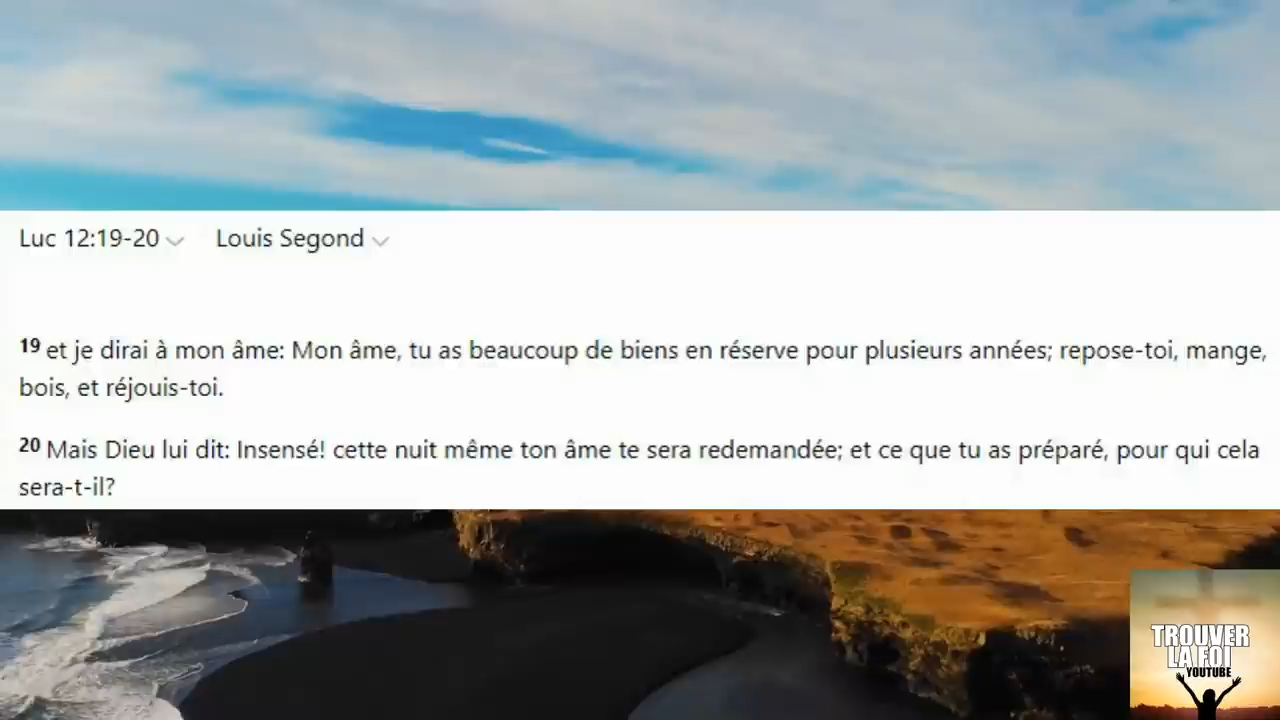 Luc 12:19-20 Louis Segond
19 et je dirai à mon âme: Mon âme, tu as beaucoup de biens en réserve pour plusieurs années; repose-toi, mange,
bois, et réjouis-toi.
20 Mais Dieu lui dit: Insensé! cette nuit même ton âme te sera redemandée; et ce que tu as préparé, pour qui cela
sera-t-il?
TROUVER
LA FOI
YOUTUBE